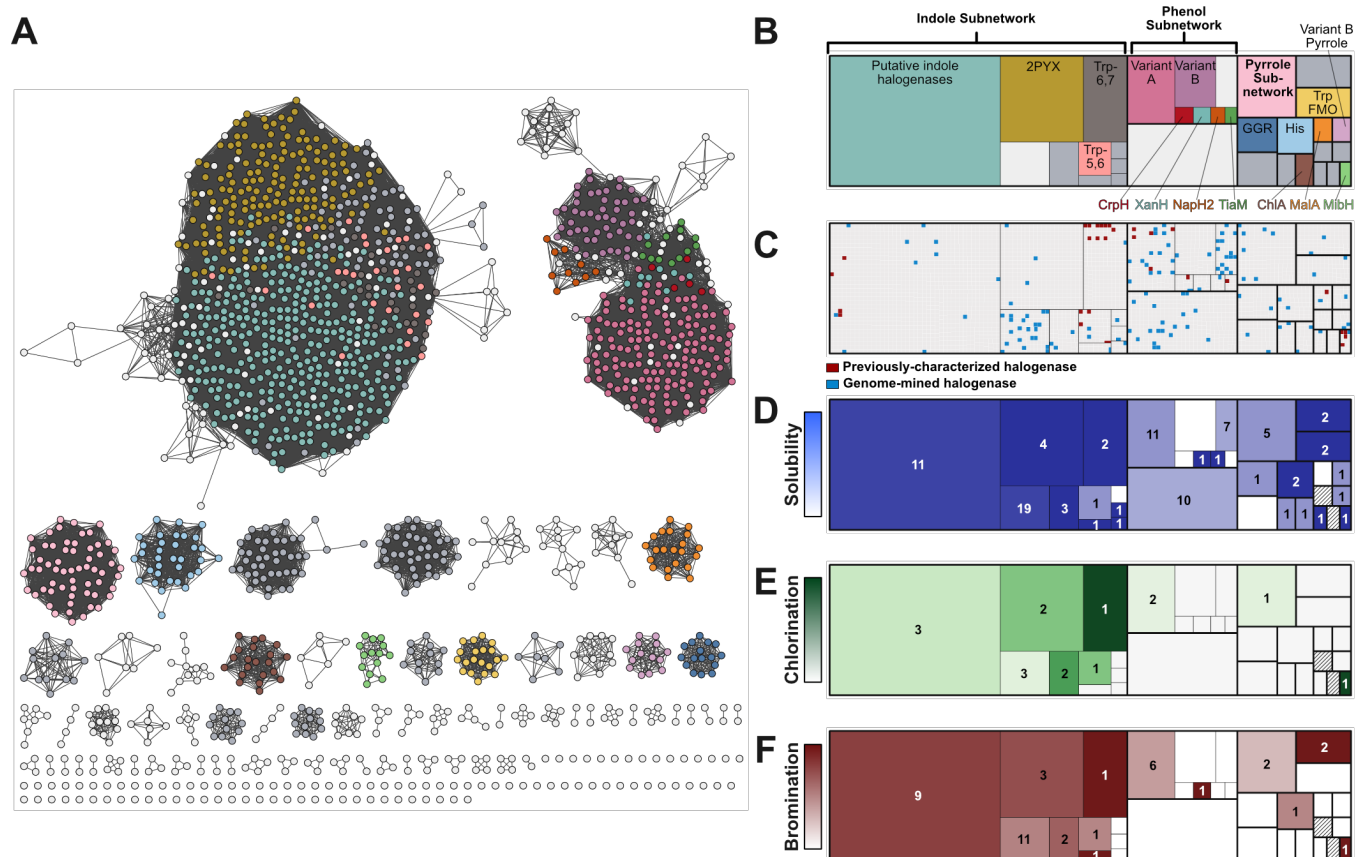 A
B
Indole Subnetwork
Phenol
Subnetwork
Variant B
Pyrrole
Putative indole
halogenases
2PYX
Trp-
6,7
Trp-
5,6
Variant
A
Variant
B
Pyrrole
Sub-
network
Trp
FMO
GGR
His
CrpH XanH NapH2 TiaM ChlA MalA MibH
C
Previously-characterized halogenase
Genome-mined halogenase
D
Solubility
11
4
2
19
3
1
1
1
11
7
1
1
10
5
2
2
1
2
1
1
1
1
1
1
E
Chlorination
3
2
1
3
2
1
2
1
1
F
Bromination
9
3
1
11
2
1
1
6
1
2
2
1
1